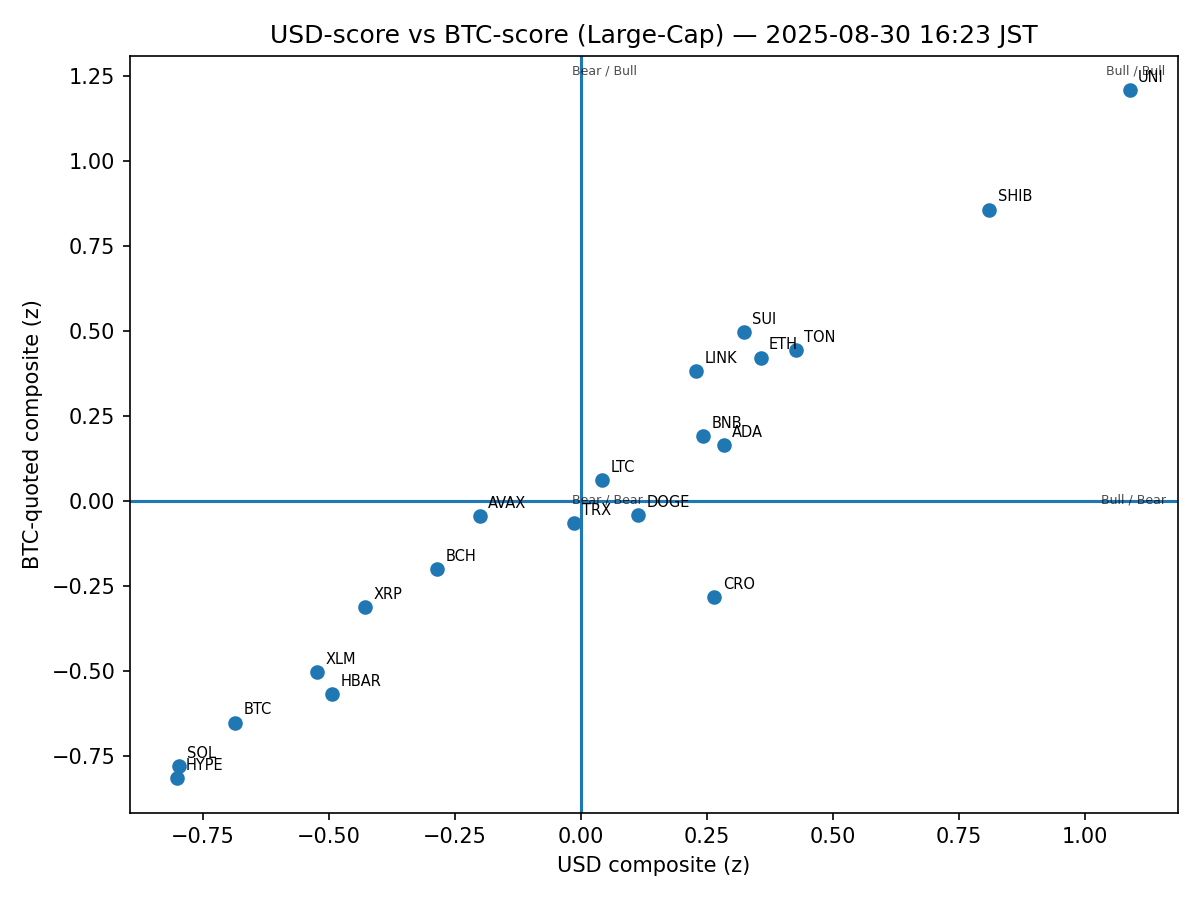 USD-score vs BTC-score (Large-Cap) — 2025-08-30 16:23 JST
Bear / Bull
Bull / Bull
UNI
SHIB
SUI
ETH
TON
LINK
BNB
ADA
LTC
Bear / Bear
Bull / Bear
AVAX
TRX
DOGE
BCH
CRO
XRP
XLM
HBAR
BTC
SOL
HYPE
1.25
1.00
0.75
0.50
0.25
0.00
−0.25
−0.50
−0.75
BTC-quoted composite (z)
−0.75 −0.50 −0.25 0.00 0.25 0.50 0.75 1.00
USD composite (z)